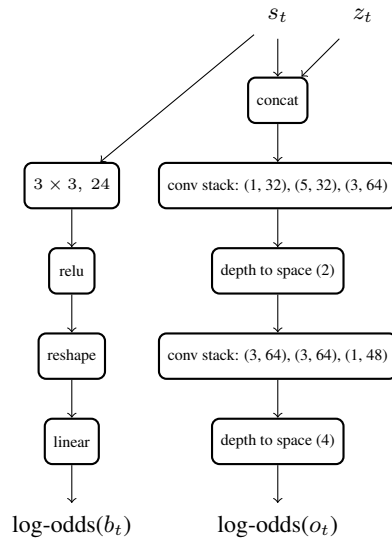 s_t z_t
concat
3 × 3, 24 conv stack: (1, 32), (5, 32), (3, 64)
relu depth to space (2)
reshape conv stack: (3, 64), (3, 64), (1, 48)
linear depth to space (4)
log-odds(b_t) log-odds(o_t)